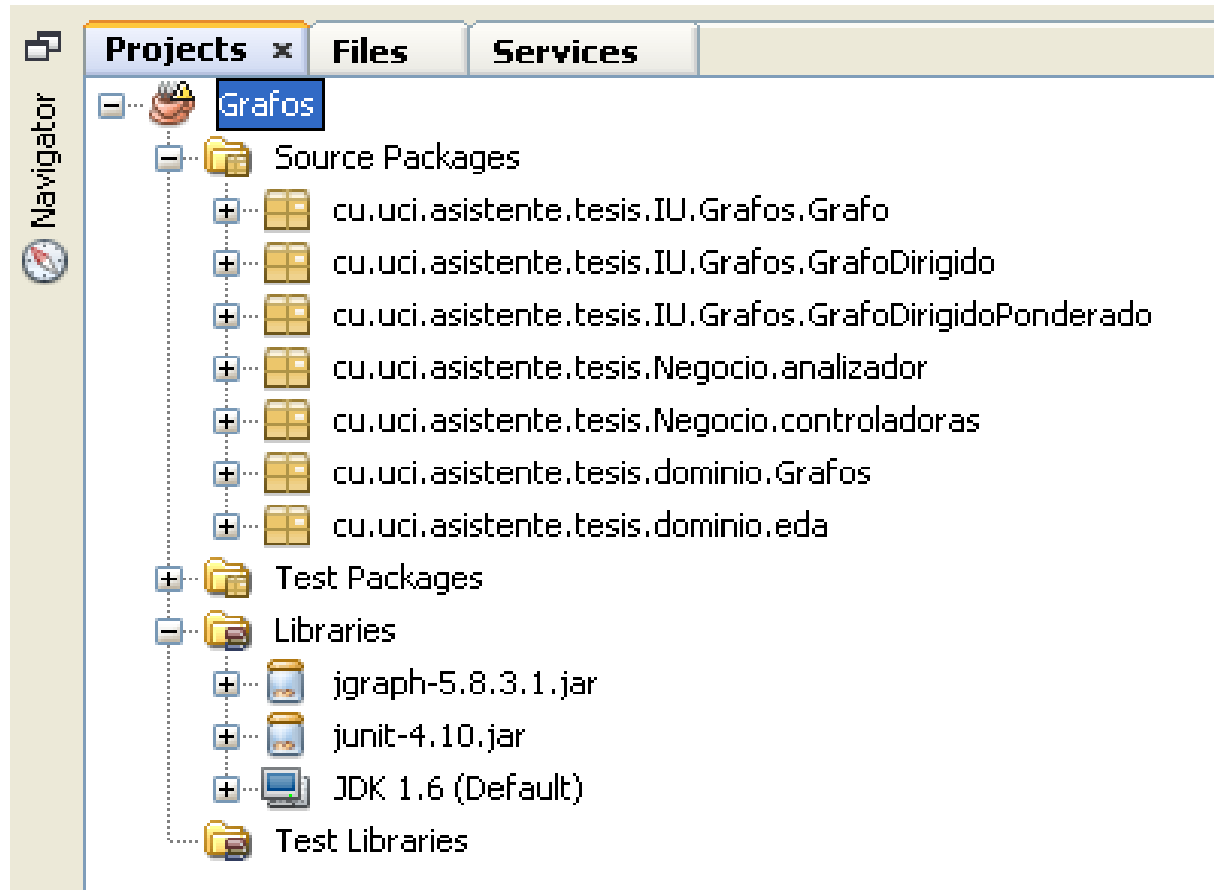 Projects × Files Services
Navigator
Grafos
Source Packages
cu.uci.asistente.tesis.IU.Grafos.Grafo
cu.uci.asistente.tesis.IU.Grafos.GrafoDirigido
cu.uci.asistente.tesis.IU.Grafos.GrafoDirigidoPonderado
cu.uci.asistente.tesis.Negocio.analizador
cu.uci.asistente.tesis.Negocio.controladoras
cu.uci.asistente.tesis.dominio.Grafos
cu.uci.asistente.tesis.dominio.eda
Test Packages
Libraries
jgraph-5.8.3.1.jar
junit-4.10.jar
JDK 1.6 (Default)
Test Libraries